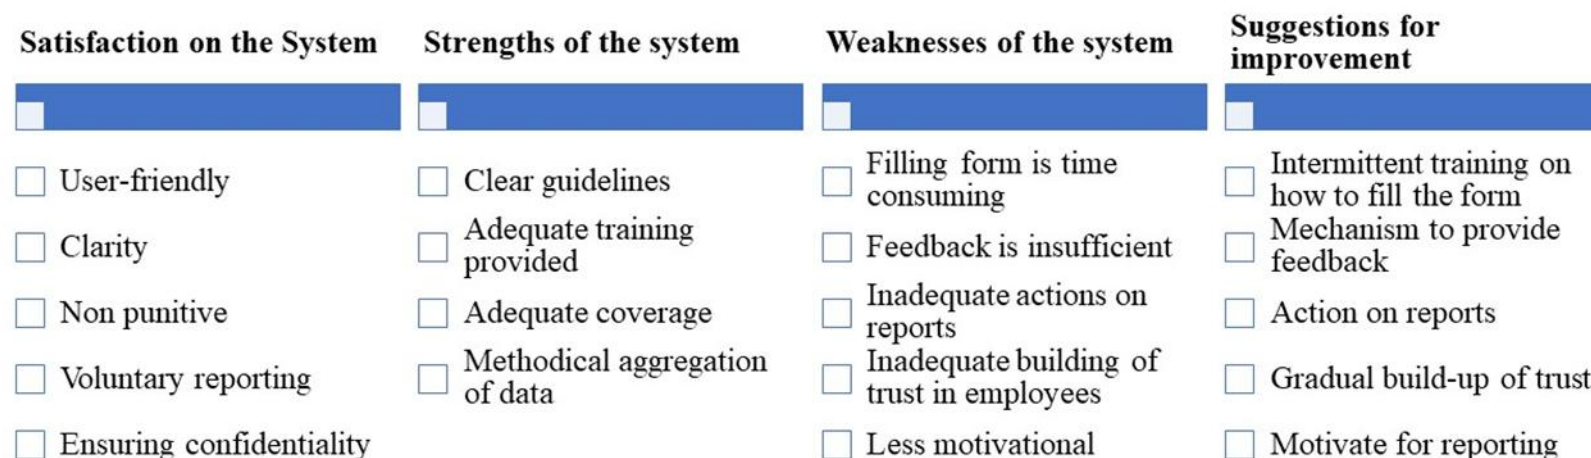 Satisfaction on the System
User-friendly
Clarity
Non punitive
Voluntary reporting
Ensuring confidentiality
Strengths of the system
Clear guidelines
Adequate training
provided
Adequate coverage
Methodical aggregation
of data
Weaknesses of the system
Filling form is time
consuming
Feedback is insufficient
Inadequate actions on
reports
Inadequate building of
trust in employees
Less motivational
Suggestions for
improvement
Intermittent training on
how to fill the form
Mechanism to provide
feedback
Action on reports
Gradual build-up of trust
Motivate for reporting